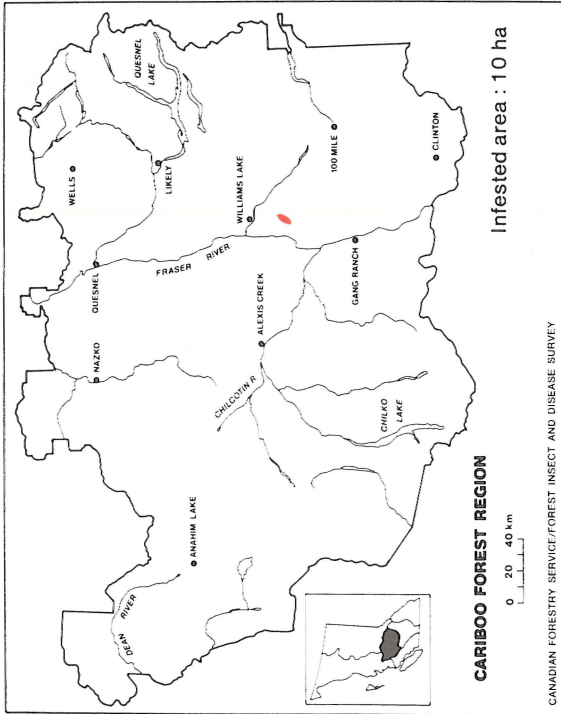 WELLS
QUESNEL
LAKE
LIKELY
QUESNEL
NAZKO
FRASER RIVER
WILLIAMS LAKE
100 MILE
CLINTON
ALEXIS CREEK
GANG RANCH
CHILCOTIN R
CHILKO
LAKE
ANAHIM LAKE
DEAN RIVER
Infested area : 10 ha
CARIBOO FOREST REGION
0 20 40 km
CANADIAN FORESTRY SERVICE/FOREST INSECT AND DISEASE SURVEY